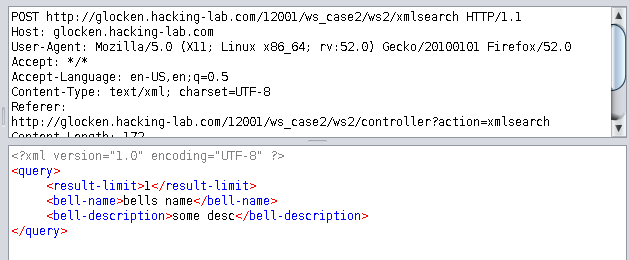 POST http://glocken.hacking-lab.com/12001/ws_case2/ws2/xmlsearch HTTP/1.1
Host: glocken.hacking-lab.com
User-Agent: Mozilla/5.0 (X11; Linux x86_64; rv:52.0) Gecko/20100101 Firefox/52.0
Accept: */*
Accept-Language: en-US,en;q=0.5
Content-Type: text/xml; charset=UTF-8
Referer:
http://glocken.hacking-lab.com/12001/ws_case2/ws2/controller?action=xmlsearch
Content-Length: 172
<?xml version="1.0" encoding="UTF-8" ?>
<query>
<result-limit>1</result-limit>
<bell-name>bells name</bell-name>
<bell-description>some desc</bell-description>
</query>